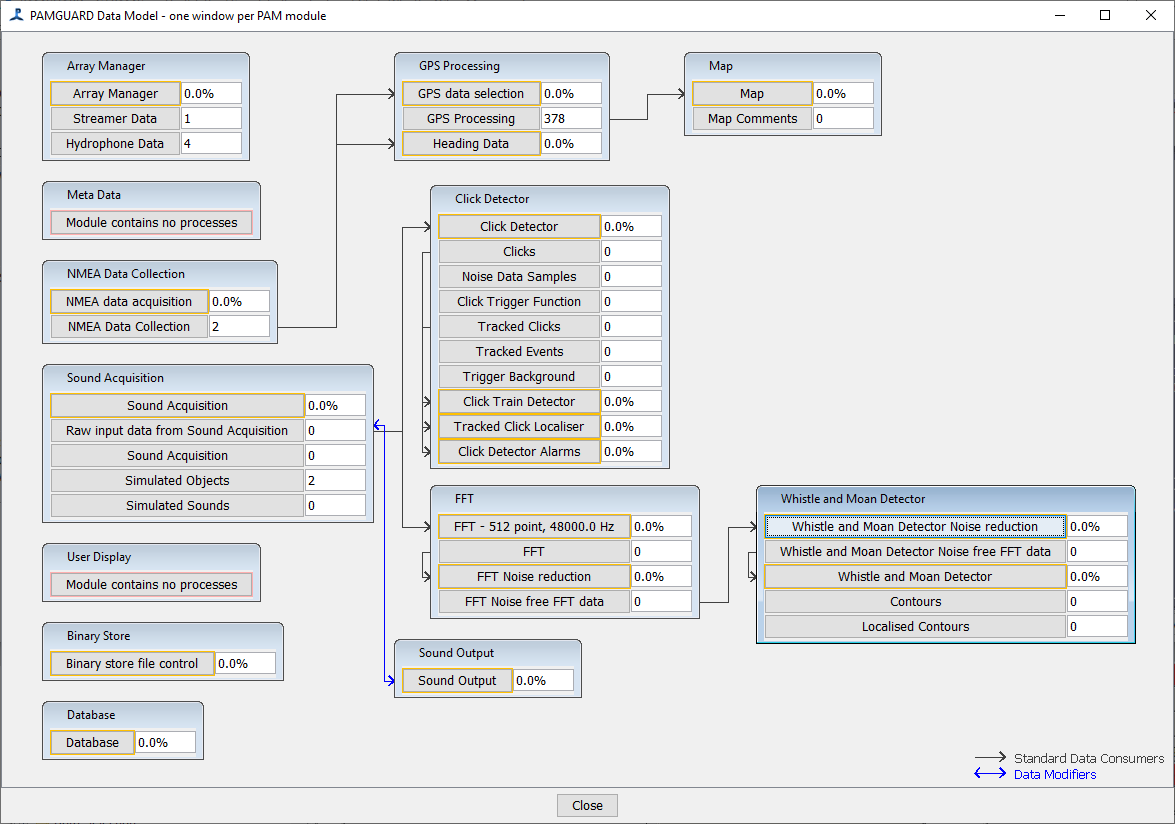 PAMGUARD Data Model - one window per PAM module
Array Manager
Array Manager 0.0%
Streamer Data 1
Hydrophone Data 4
GPS Processing
GPS data selection 0.0%
GPS Processing 378
Heading Data 0.0%
Map
Map 0.0%
Map Comments 0
Meta Data
Module contains no processes
NMEA Data Collection
NMEA data acquisition 0.0%
NMEA Data Collection 2
Click Detector
Click Detector 0.0%
Clicks 0
Noise Data Samples 0
Click Trigger Function 0
Tracked Clicks 0
Tracked Events 0
Trigger Background 0
Click Train Detector 0.0%
Tracked Click Localiser 0.0%
Click Detector Alarms 0.0%
Sound Acquisition
Sound Acquisition 0.0%
Raw input data from Sound Acquisition 0
Sound Acquisition 0
Simulated Objects 2
Simulated Sounds 0
FFT
FFT - 512 point, 48000.0 Hz 0.0%
FFT 0
FFT Noise reduction 0.0%
FFT Noise free FFT data 0
Whistle and Moan Detector
Whistle and Moan Detector Noise reduction 0.0%
Whistle and Moan Detector Noise free FFT data 0
Whistle and Moan Detector 0.0%
Contours 0
Localised Contours 0
User Display
Module contains no processes
Binary Store
Binary store file control 0.0%
Sound Output
Sound Output 0.0%
Database
Database 0.0%
Standard Data Consumers
Data Modifiers
Close